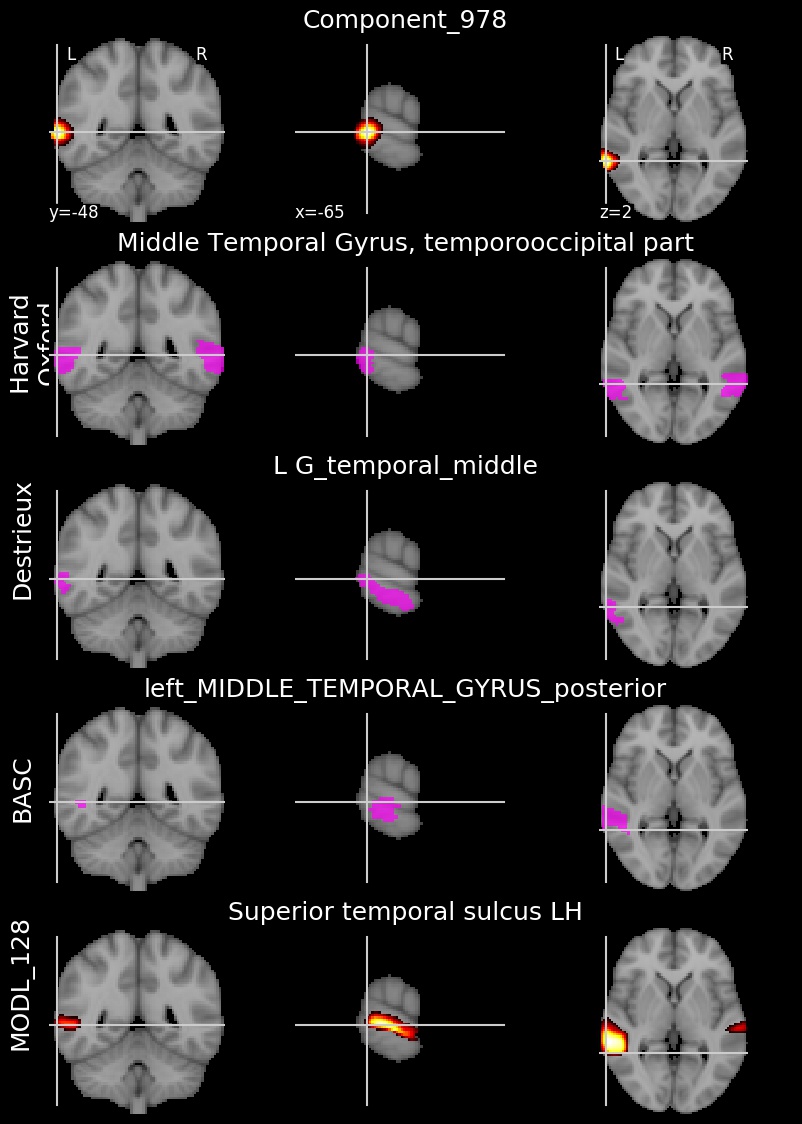 Component_978
L R L R
y=-48 x=-65 z=2
Middle Temporal Gyrus, temporooccipital part
Harvard
Oxford
L G_temporal_middle
Destrieux
left_MIDDLE_TEMPORAL_GYRUS_posterior
BASC
Superior temporal sulcus LH
MODL_128